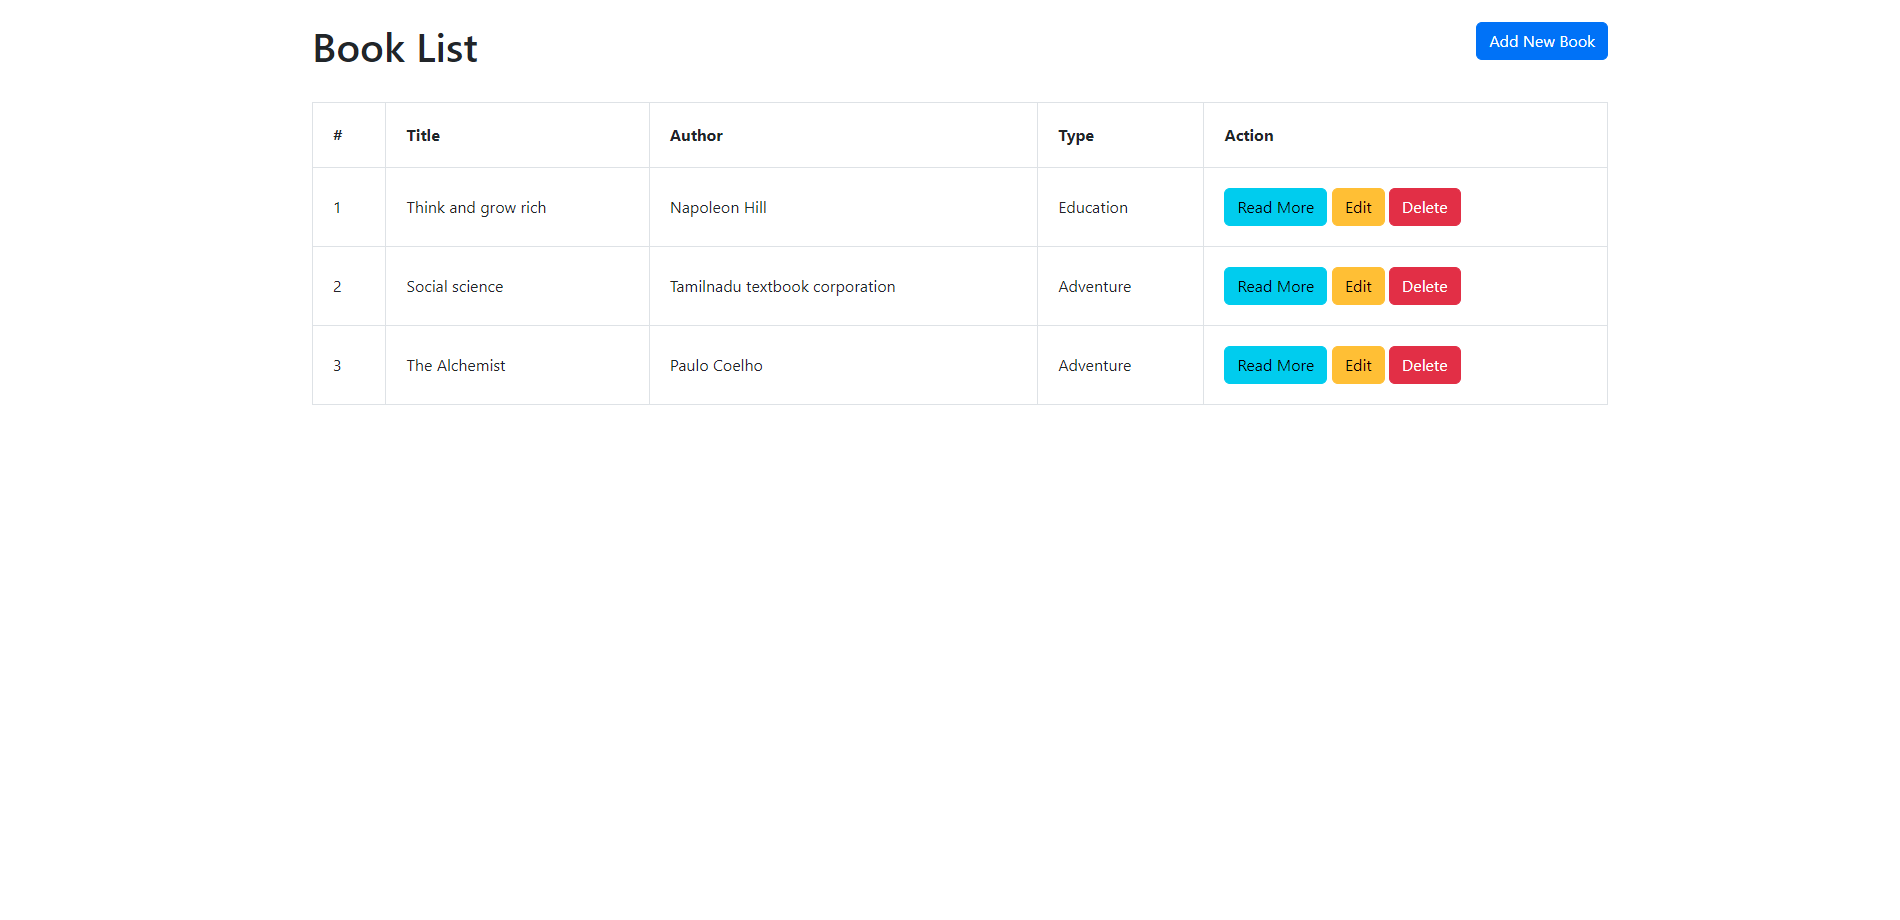 Book List
Add New Book
# Title Author Type Action
1 Think and grow rich Napoleon Hill Education Read More Edit Delete
2 Social science Tamilnadu textbook corporation Adventure Read More Edit Delete
3 The Alchemist Paulo Coelho Adventure Read More Edit Delete